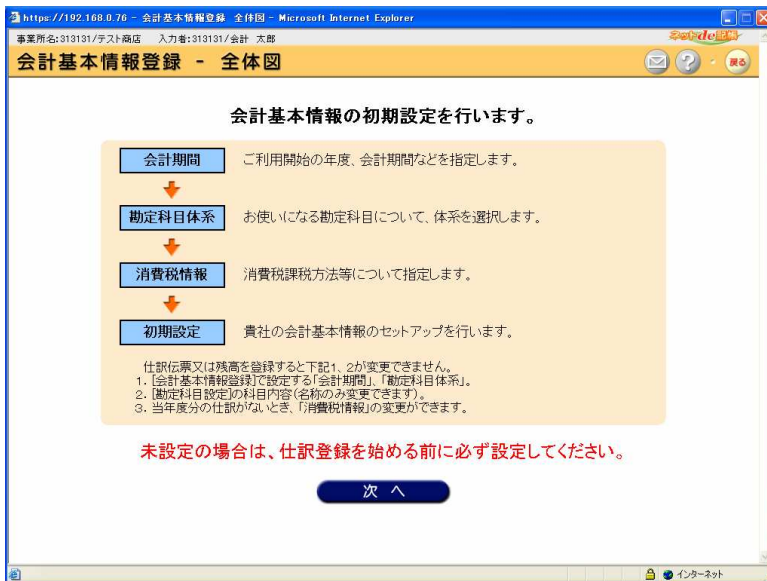 https://192.168.0.76 - 会計基本情報登録 全体図 - Microsoft Internet Explorer
事業所名:313131/テスト商店 入力者:313131/会計 太郎
ネットde記帳
会計基本情報登録 - 全体図
戻る
会計基本情報の初期設定を行います。
会計期間 ご利用開始の年度、会計期間などを指定します。
勘定科目体系 お使いになる勘定科目について、体系を選択します。
消費税情報 消費税課税方法等について指定します。
初期設定 貴社の会計基本情報のセットアップを行います。
仕訳伝票又は残高を登録すると下記1、2が変更できません。
1. [会計基本情報登録]で設定する「会計期間」、「勘定科目体系」。
2. [勘定科目設定]の科目内容(名称のみ変更できます)。
3. 当年度分の仕訳がないとき、「消費税情報」の変更ができます。
未設定の場合は、仕訳登録を始める前に必ず設定してください。
次 へ
インターネット